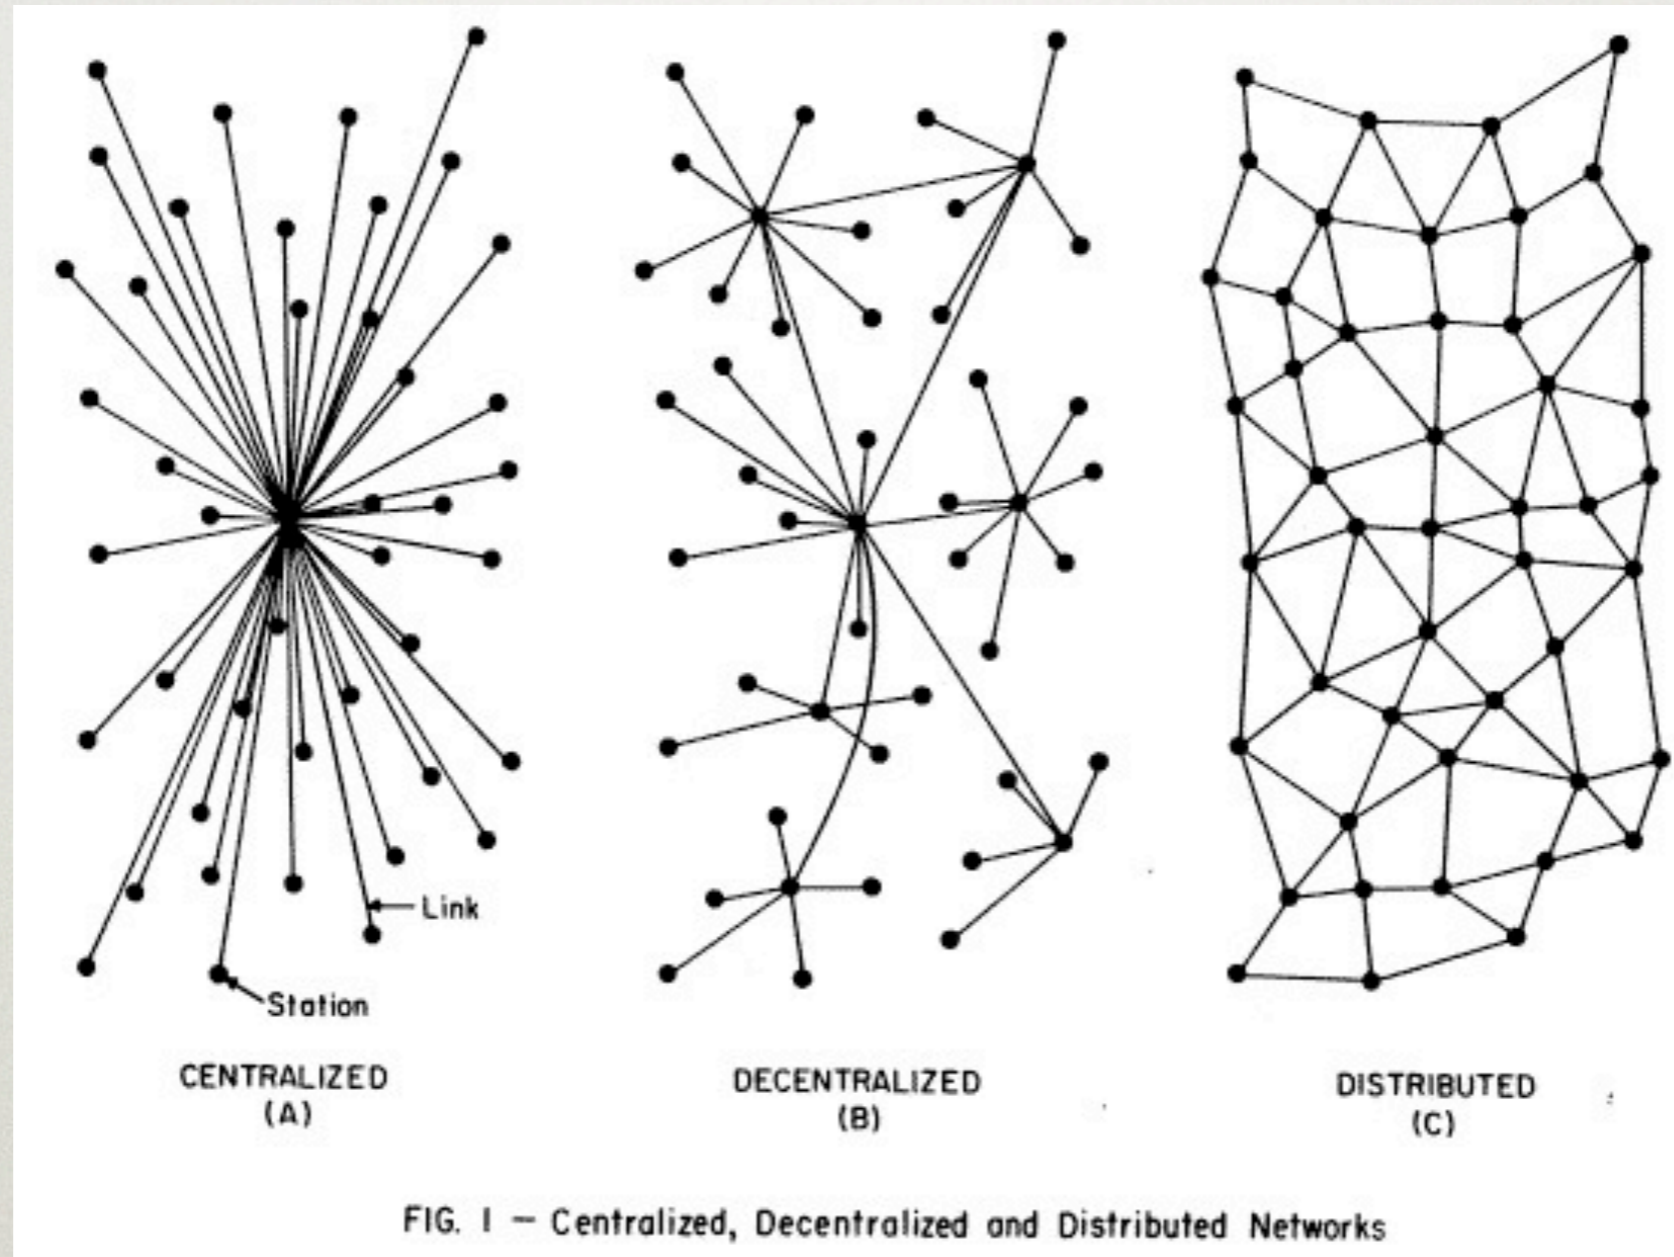 Link
Station
CENTRALIZED
(A)
DECENTRALIZED
(B)
DISTRIBUTED
(C)
FIG. I — Centralized, Decentralized and Distributed Networks